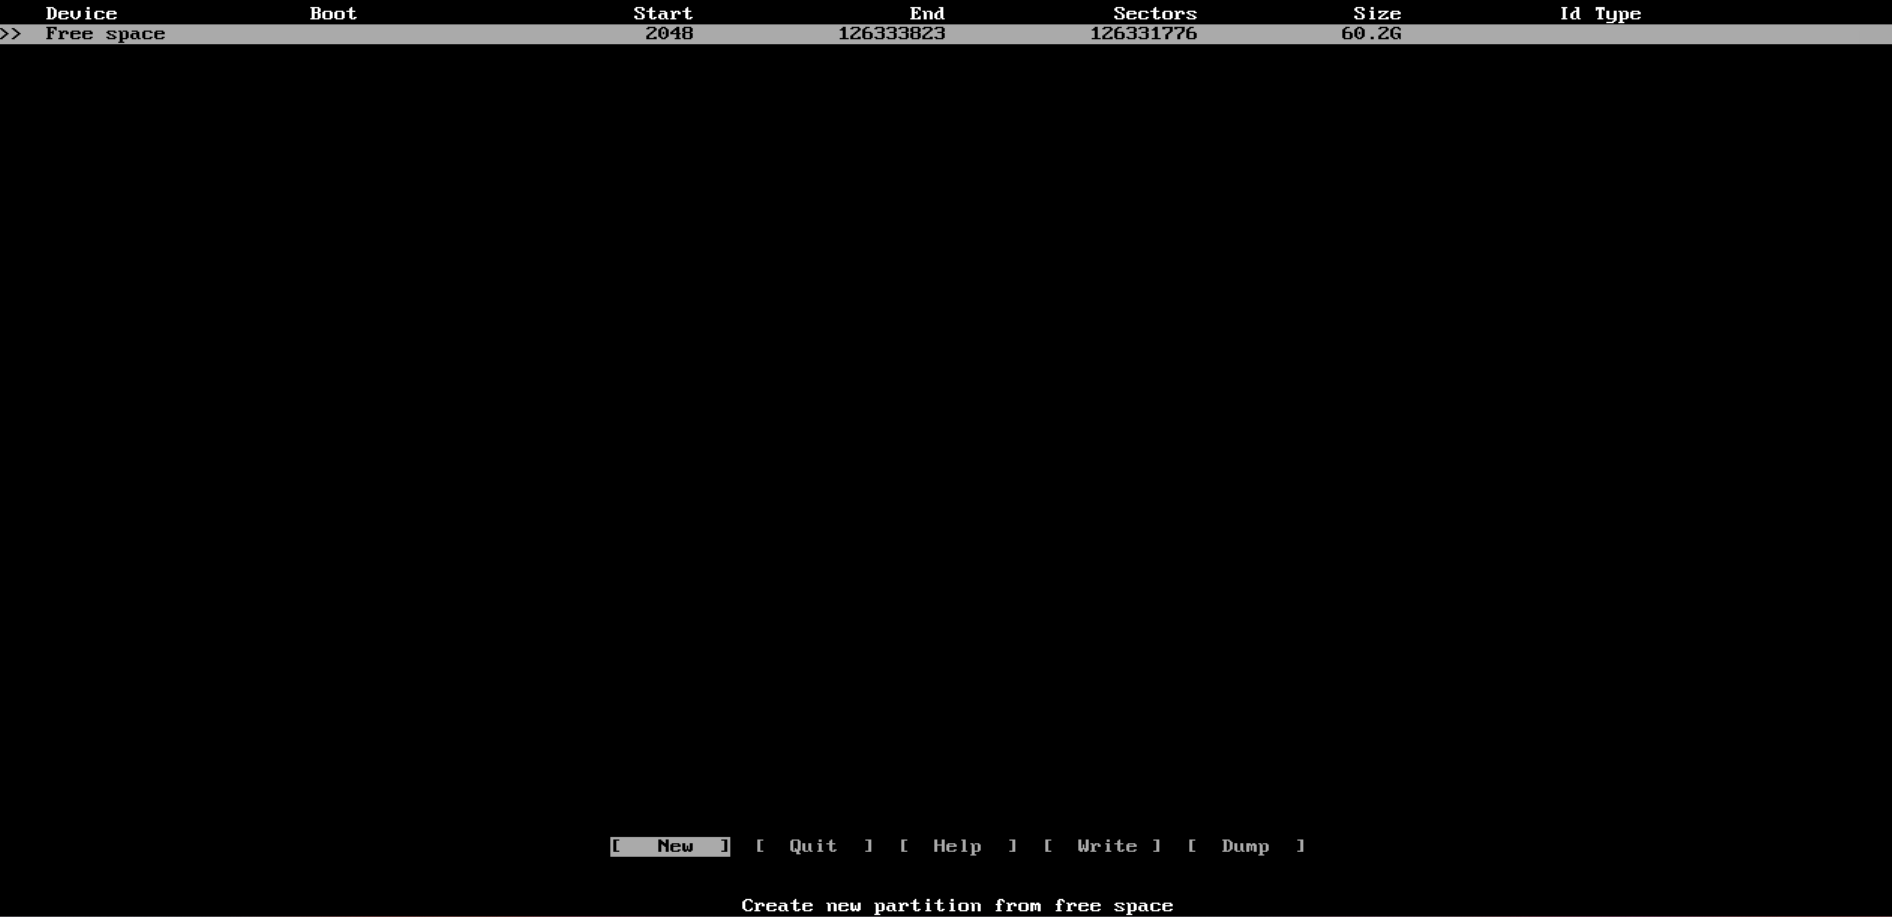 Device Boot Start End Sectors Size Id Type
>> Free space 2048 126333823 126331776 60.2G
[ New ] [ Quit ] [ Help ] [ Write ] [ Dump ]
Create new partition from free space